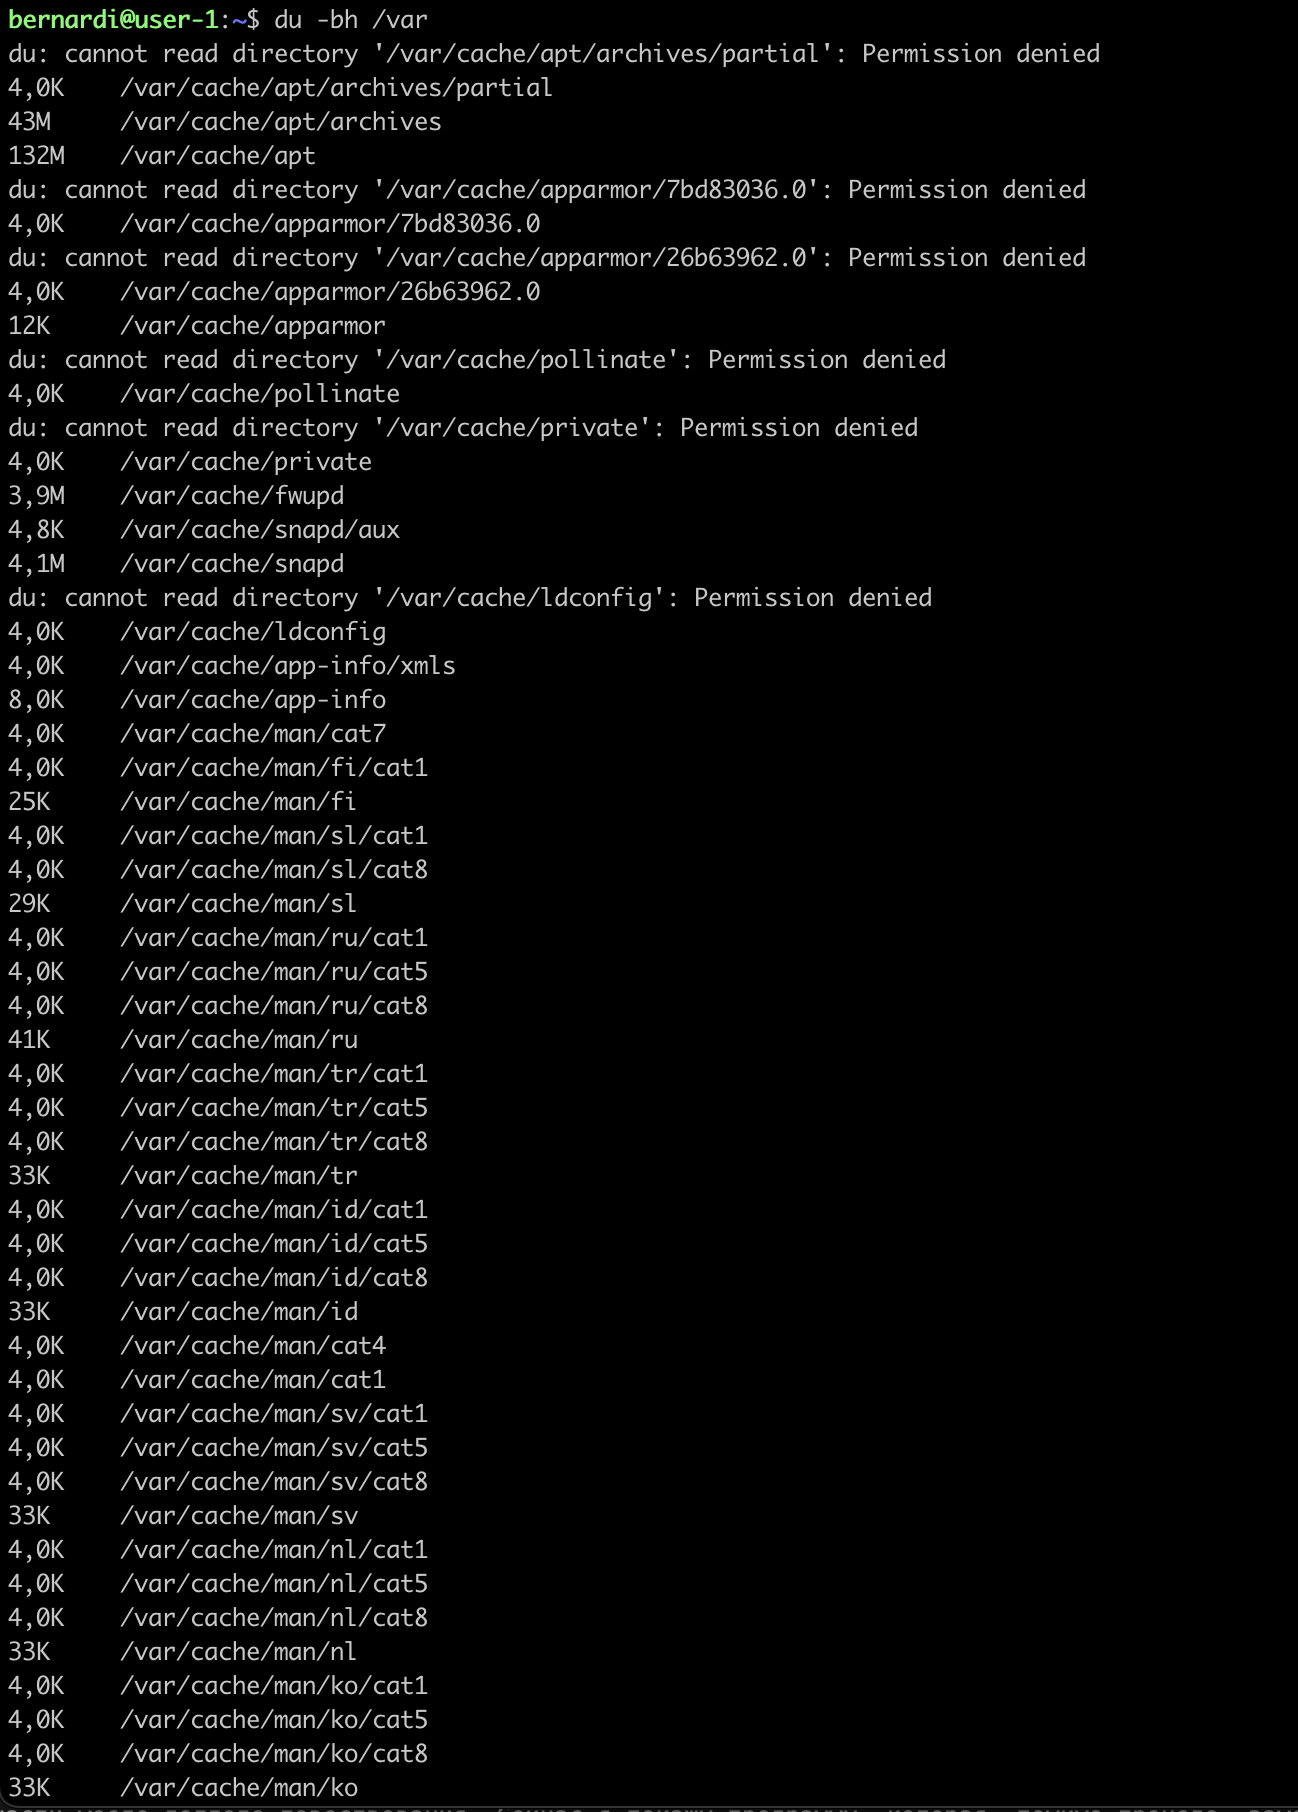 bernardi@user-1:~$ du -bh /var
du: cannot read directory '/var/cache/apt/archives/partial': Permission denied
4,0K    /var/cache/apt/archives/partial
43M     /var/cache/apt/archives
132M    /var/cache/apt
du: cannot read directory '/var/cache/apparmor/7bd83036.0': Permission denied
4,0K    /var/cache/apparmor/7bd83036.0
du: cannot read directory '/var/cache/apparmor/26b63962.0': Permission denied
4,0K    /var/cache/apparmor/26b63962.0
12K     /var/cache/apparmor
du: cannot read directory '/var/cache/pollinate': Permission denied
4,0K    /var/cache/pollinate
du: cannot read directory '/var/cache/private': Permission denied
4,0K    /var/cache/private
3,9M    /var/cache/fwupd
4,8K    /var/cache/snapd/aux
4,1M    /var/cache/snapd
du: cannot read directory '/var/cache/ldconfig': Permission denied
4,0K    /var/cache/ldconfig
4,0K    /var/cache/app-info/xmls
8,0K    /var/cache/app-info
4,0K    /var/cache/man/cat7
4,0K    /var/cache/man/fi/cat1
25K     /var/cache/man/fi
4,0K    /var/cache/man/sl/cat1
4,0K    /var/cache/man/sl/cat8
29K     /var/cache/man/sl
4,0K    /var/cache/man/ru/cat1
4,0K    /var/cache/man/ru/cat5
4,0K    /var/cache/man/ru/cat8
41K     /var/cache/man/ru
4,0K    /var/cache/man/tr/cat1
4,0K    /var/cache/man/tr/cat5
4,0K    /var/cache/man/tr/cat8
33K     /var/cache/man/tr
4,0K    /var/cache/man/id/cat1
4,0K    /var/cache/man/id/cat5
4,0K    /var/cache/man/id/cat8
33K     /var/cache/man/id
4,0K    /var/cache/man/cat4
4,0K    /var/cache/man/cat1
4,0K    /var/cache/man/sv/cat1
4,0K    /var/cache/man/sv/cat5
4,0K    /var/cache/man/sv/cat8
33K     /var/cache/man/sv
4,0K    /var/cache/man/nl/cat1
4,0K    /var/cache/man/nl/cat5
4,0K    /var/cache/man/nl/cat8
33K     /var/cache/man/nl
4,0K    /var/cache/man/ko/cat1
4,0K    /var/cache/man/ko/cat5
4,0K    /var/cache/man/ko/cat8
33K     /var/cache/man/ko